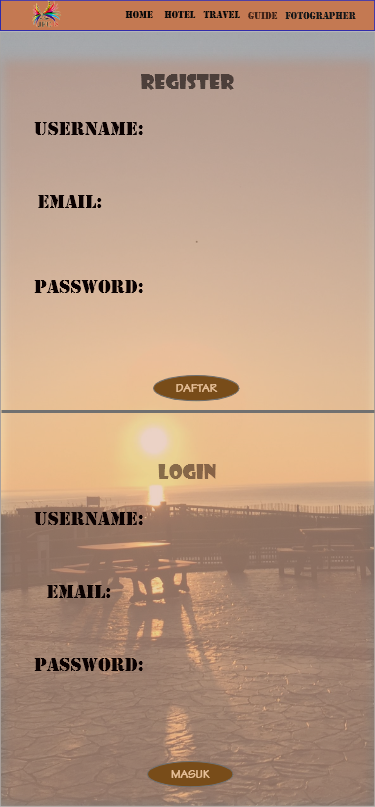 HOME HOTEL TRAVEL GUIDE FOTOGRAPHER
REGISTER
USERNAME:
EMAIL:
PASSWORD:
DAFTAR
LOGIN
USERNAME:
EMAIL:
PASSWORD:
MASUK